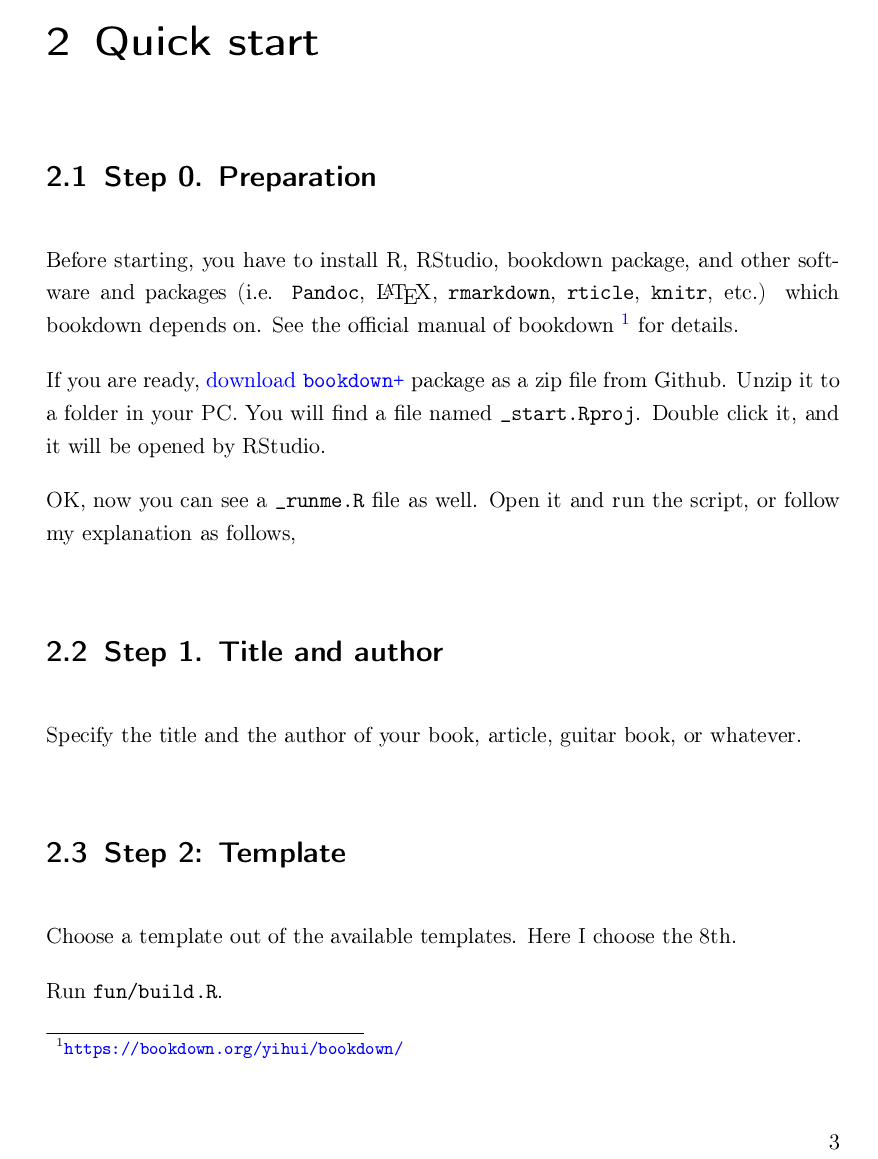 2 Quick start
2.1 Step 0. Preparation
Before starting, you have to install R, RStudio, bookdown package, and other soft-
ware and packages (i.e. Pandoc, LATEX, rmarkdown, rticle, knitr, etc.) which
bookdown depends on. See the official manual of bookdown 1 for details.
If you are ready, download bookdown+ package as a zip file from Github. Unzip it to
a folder in your PC. You will find a file named _start.Rproj. Double click it, and
it will be opened by RStudio.
OK, now you can see a _runme.R file as well. Open it and run the script, or follow
my explanation as follows,
2.2 Step 1. Title and author
Specify the title and the author of your book, article, guitar book, or whatever.
2.3 Step 2: Template
Choose a template out of the available templates. Here I choose the 8th.
Run fun/build.R.
1https://bookdown.org/yihui/bookdown/
3